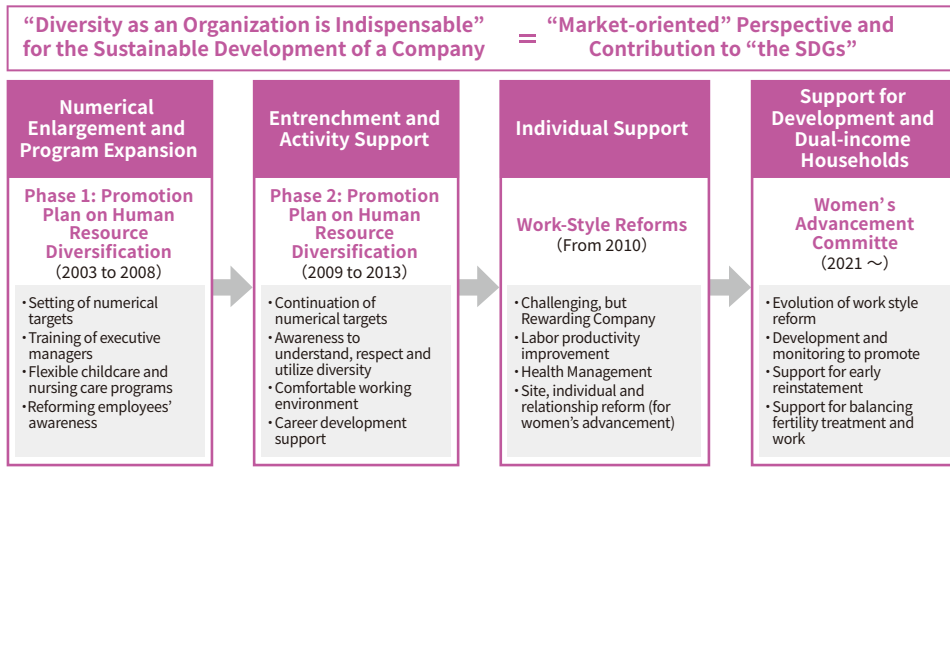 “Diversity as an Organization is Indispensable”
for the Sustainable Development of a Company
=
“Market-oriented” Perspective and
Contribution to “the SDGs”
Numerical
Enlargement and
Program Expansion
Phase 1: Promotion
Plan on Human
Resource
Diversification
(2003 to 2008)
・Setting of numerical
targets
・Training of executive
managers
・Flexible childcare and
nursing care programs
・Reforming employees’
awareness
Entrenchment and
Activity Support
Phase 2: Promotion
Plan on Human
Resource
Diversification
(2009 to 2013)
・Continuation of
numerical targets
・Awareness to
understand, respect and
utilize diversity
・Comfortable working
environment
・Career development
support
Individual Support
Work-Style Reforms
(From 2010)
・Challenging, but
Rewarding Company
・Labor productivity
improvement
・Health Management
・Site, individual and
relationship reform (for
women’s advancement)
Support for
Development and
Dual-income
Households
Women’s
Advancement
Committe
(2021 ～)
・Evolution of work style
reform
・Development and
monitoring to promote
・Support for early
reinstatement
・Support for balancing
fertility treatment and
work